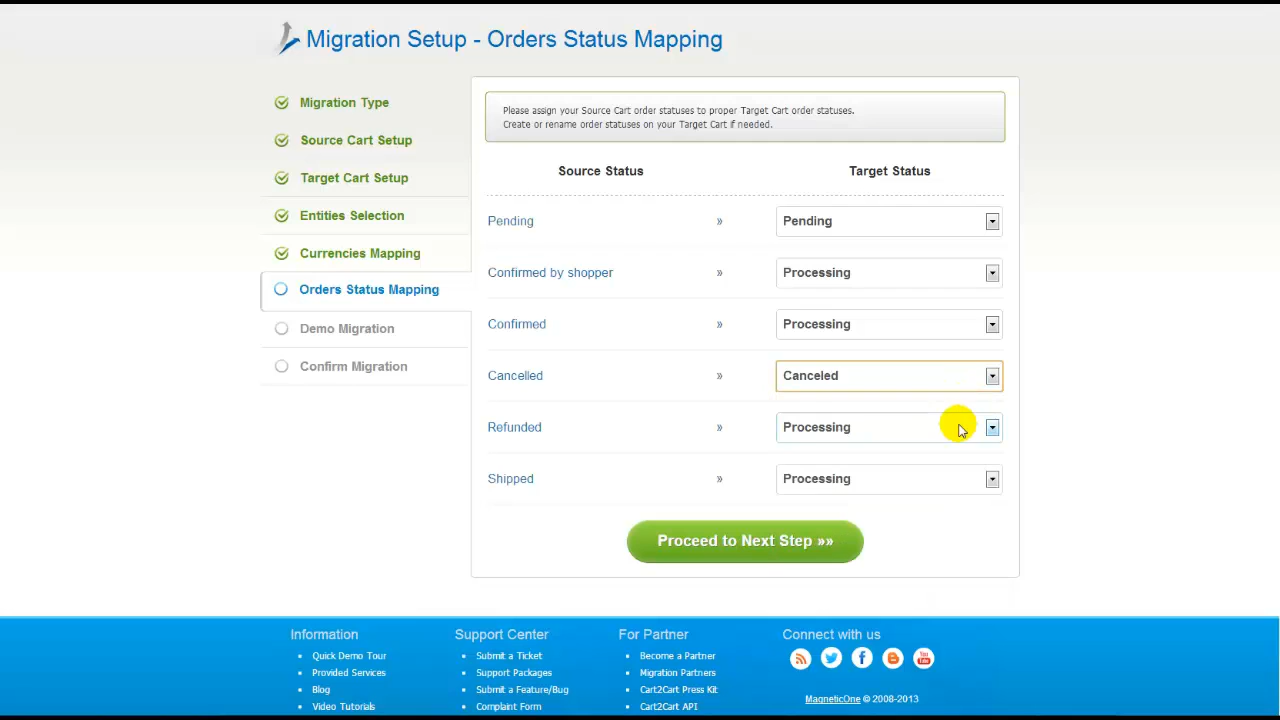 Migration Setup - Orders Status Mapping
Migration Type
Source Cart Setup
Target Cart Setup
Entities Selection
Currencies Mapping
Orders Status Mapping
Demo Migration
Confirm Migration
Please assign your Source Cart order statuses to proper Target Cart order statuses.
Create or rename order statuses on your Target Cart if needed.
Source Status Target Status
Pending » Pending
Confirmed by shopper » Processing
Confirmed » Processing
Cancelled » Canceled
Refunded » Processing
Shipped » Processing
Proceed to Next Step »»
Information
Quick Demo Tour
Provided Services
Blog
Video Tutorials
Support Center
Submit a Ticket
Support Packages
Submit a Feature/Bug
Complaint Form
For Partner
Become a Partner
Migration Partners
Cart2Cart Press Kit
Cart2Cart API
Connect with us
You Tube
MagneticOne © 2008-2013